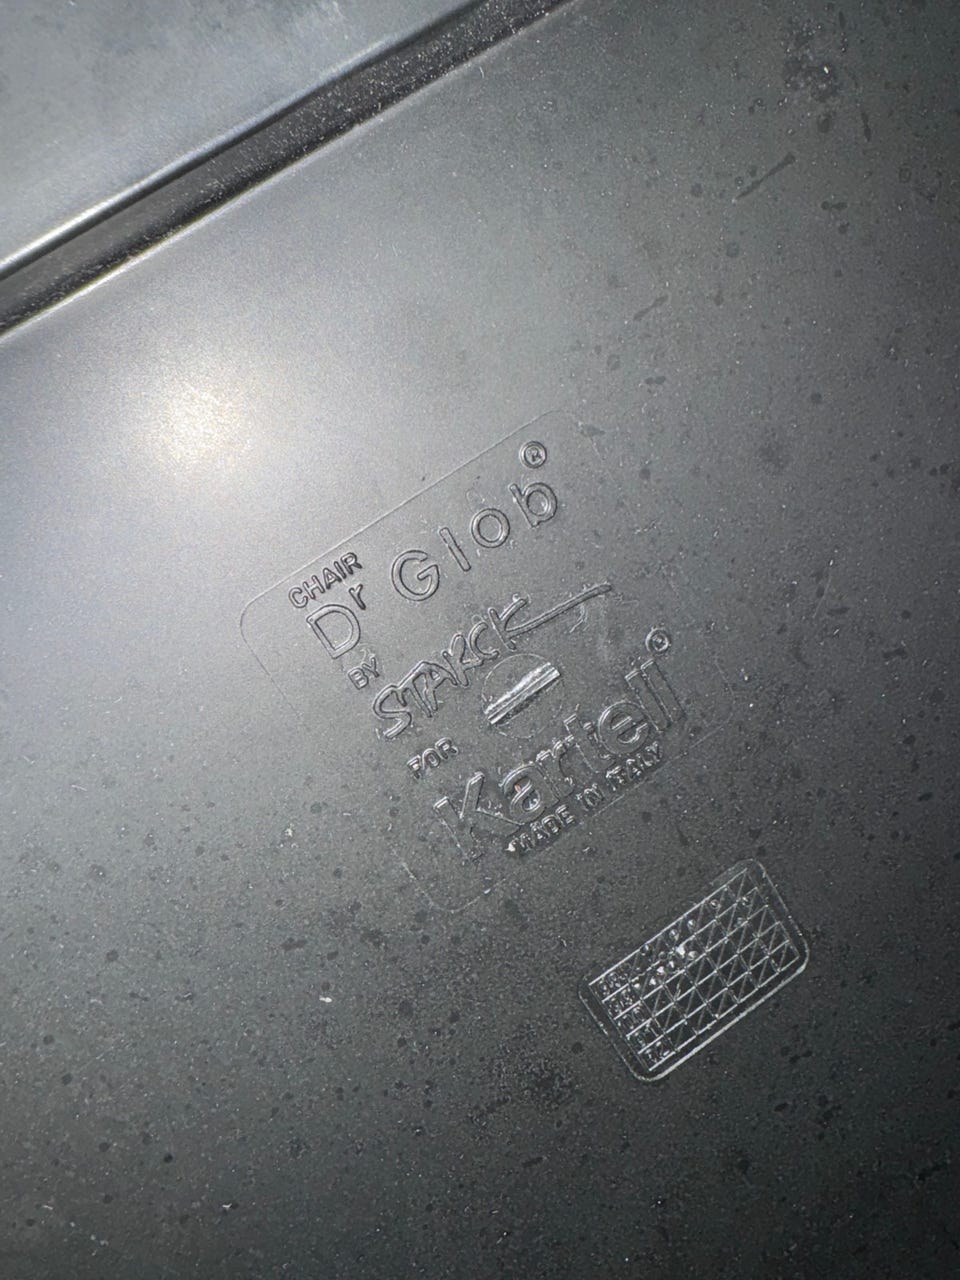 CHAIR
Dr Glob®
BY
STARCK
FOR
Kartell®
MADE IN ITALY